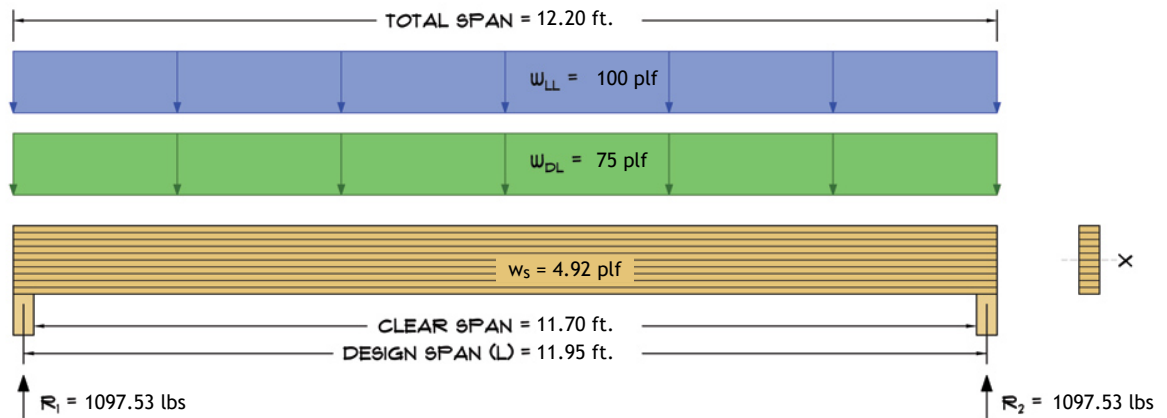 TOTAL SPAN = 12.20 ft.
wLL = 100 plf
wDL = 75 plf
ws = 4.92 plf
X
CLEAR SPAN = 11.70 ft.
DESIGN SPAN (L) = 11.95 ft.
R1 = 1097.53 lbs
R2 = 1097.53 lbs